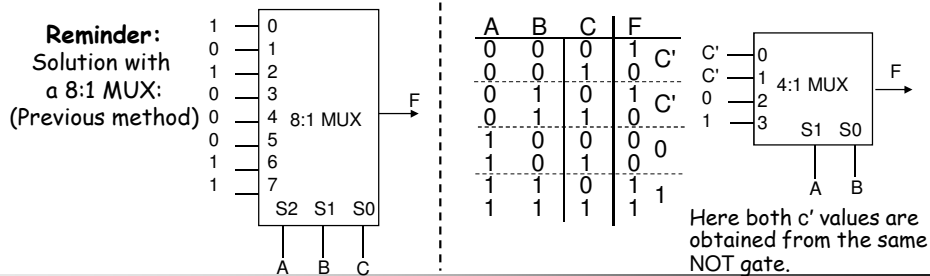 Reminder:
Solution with
a 8:1 MUX:
(Previous method)
1 0
0 1
1 2
0 3
0 4
0 5
1 6
1 7
8:1 MUX
F
S2 S1 S0
A B C
A B C F
0 0 0 1
0 0 1 0
C'
0 1 0 1
0 1 1 0
C'
1 0 0 0
1 0 1 0
0
1 1 0 1
1 1 1 1
1
C' 0
C' 1
0 2
1 3
4:1 MUX
F
S1 S0
A B
Here both c' values are
obtained from the same
NOT gate.